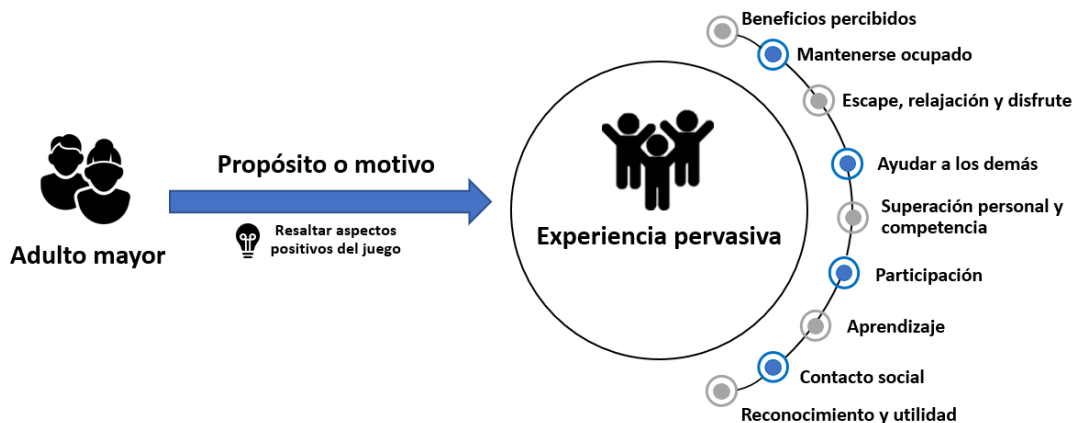 Adulto mayor
Propósito o motivo
Resaltar aspectos
positivos del juego
Experiencia pervasiva
Beneficios percibidos
Mantenerse ocupado
Escape, relajación y disfrute
Ayudar a los demás
Superación personal y
competencia
Participación
Aprendizaje
Contacto social
Reconocimiento y utilidad